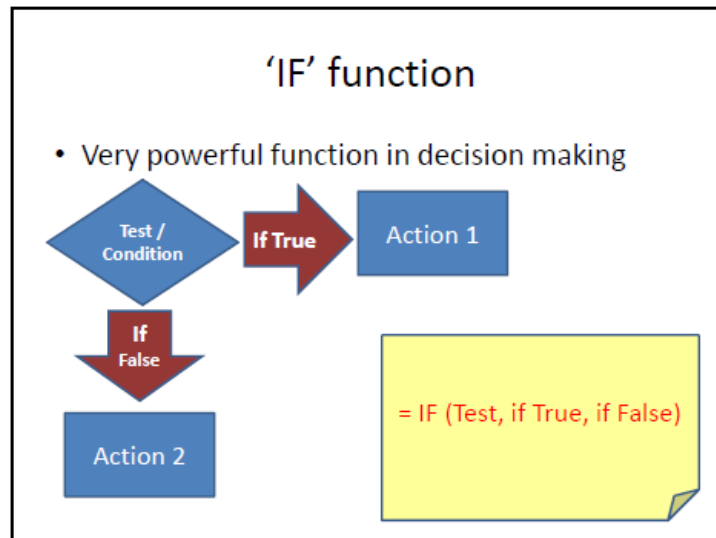 ‘IF’ function
• Very powerful function in decision making
Test /
Condition
If True
Action 1
If
False
Action 2
= IF (Test, if True, if False)